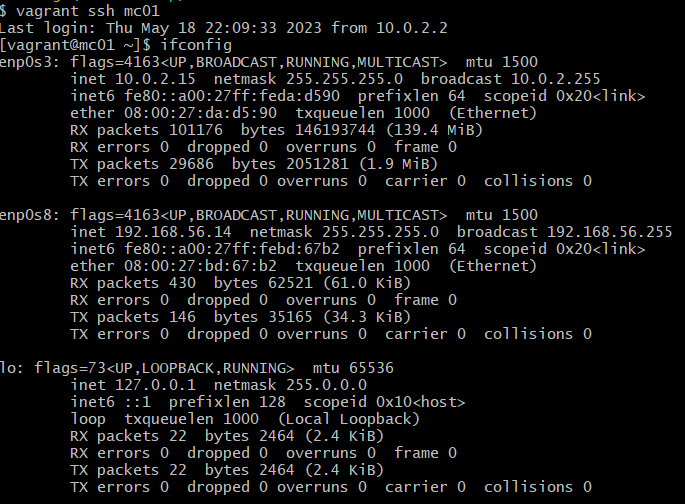 $ vagrant ssh mc01
Last login: Thu May 18 22:09:33 2023 from 10.0.2.2
[vagrant@mc01 ~]$ ifconfig
enp0s3: flags=4163<UP,BROADCAST,RUNNING,MULTICAST>  mtu 1500
        inet 10.0.2.15  netmask 255.255.255.0  broadcast 10.0.2.255
        inet6 fe80::a00:27ff:feda:d590  prefixlen 64  scopeid 0x20<link>
        ether 08:00:27:da:d5:90  txqueuelen 1000  (Ethernet)
        RX packets 101176  bytes 146193744 (139.4 MiB)
        RX errors 0  dropped 0  overruns 0  frame 0
        TX packets 29686  bytes 2051281 (1.9 MiB)
        TX errors 0  dropped 0 overruns 0  carrier 0  collisions 0

enp0s8: flags=4163<UP,BROADCAST,RUNNING,MULTICAST>  mtu 1500
        inet 192.168.56.14  netmask 255.255.255.0  broadcast 192.168.56.255
        inet6 fe80::a00:27ff:febd:67b2  prefixlen 64  scopeid 0x20<link>
        ether 08:00:27:bd:67:b2  txqueuelen 1000  (Ethernet)
        RX packets 430  bytes 62521 (61.0 KiB)
        RX errors 0  dropped 0  overruns 0  frame 0
        TX packets 146  bytes 35165 (34.3 KiB)
        TX errors 0  dropped 0 overruns 0  carrier 0  collisions 0

lo: flags=73<UP,LOOPBACK,RUNNING>  mtu 65536
        inet 127.0.0.1  netmask 255.0.0.0
        inet6 ::1  prefixlen 128  scopeid 0x10<host>
        loop  txqueuelen 1000  (Local Loopback)
        RX packets 22  bytes 2464 (2.4 KiB)
        RX errors 0  dropped 0  overruns 0  frame 0
        TX packets 22  bytes 2464 (2.4 KiB)
        TX errors 0  dropped 0 overruns 0  carrier 0  collisions 0